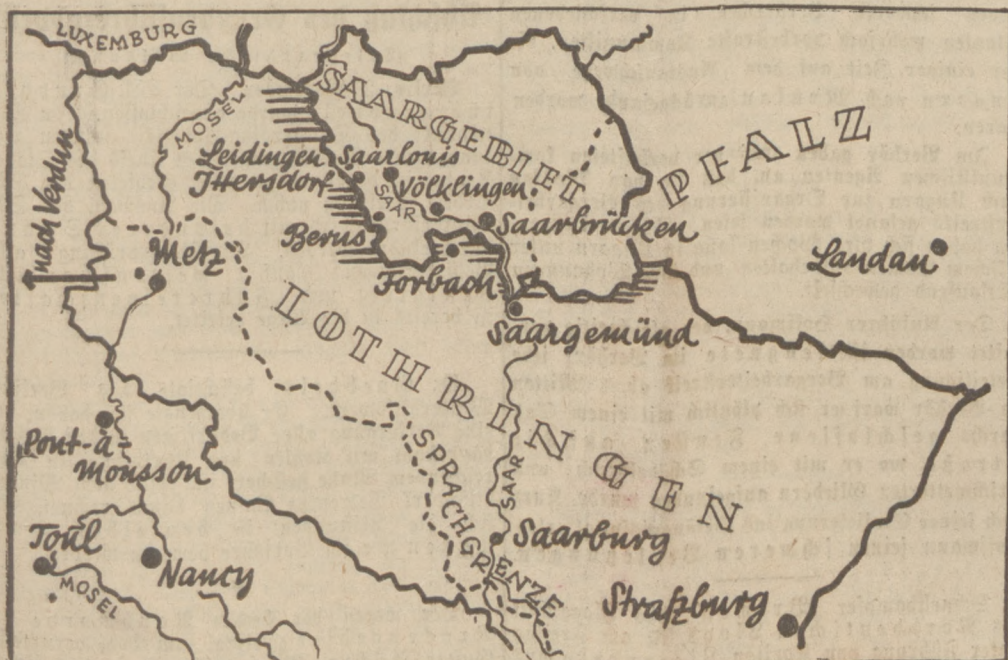 LUXEMBURG
MOSEL
SAARGEBIET
PFALZ
nach Verdun
Leidingen
Saarlouis
Ittersdorf
Völklingen
SAAR
Berus
Saarbrücken
Metz
Forbach
Landau
LOTHRINGEN
Saargemünd
Pont-à-
Mousson
SPRACHGRENZE
SAAR
Saarburg
Toul
Nancy
MOSEL
Straßburg